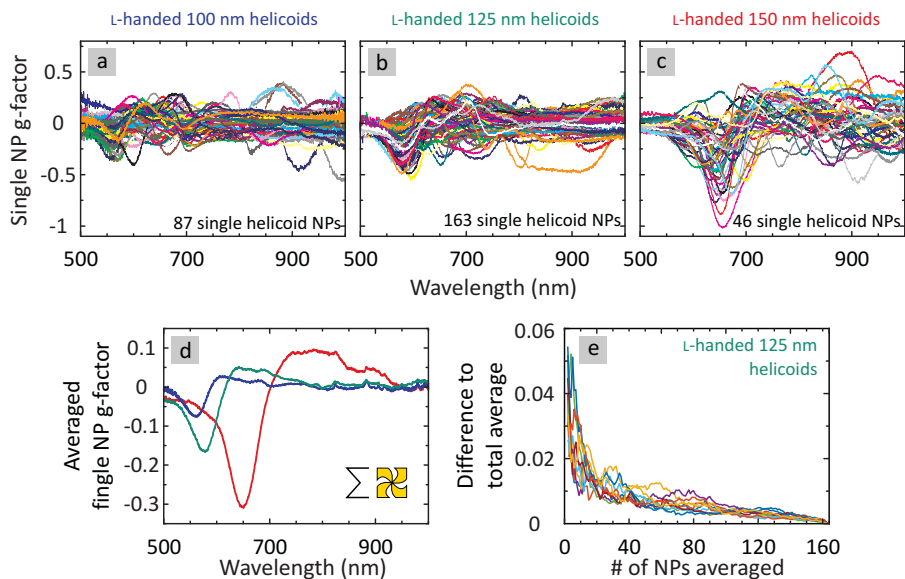 L-handed 100 nm helicoids
L-handed 125 nm helicoids
L-handed 150 nm helicoids
Single NP g-factor
0.5
0
-0.5
-1
a
87 single helicoid NPs
b
163 single helicoid NPs
c
46 single helicoid NPs
500 700 900
500 700 900
500 700 900
Wavelength (nm)
Averaged
fingle NP g-factor
0.1
0
-0.1
-0.2
-0.3
d
∑
500 700 900
Wavelength (nm)
Difference to
total average
0.06
0.04
0.02
0
e
L-handed 125 nm
helicoids
0 40 80 120 160
# of NPs averaged